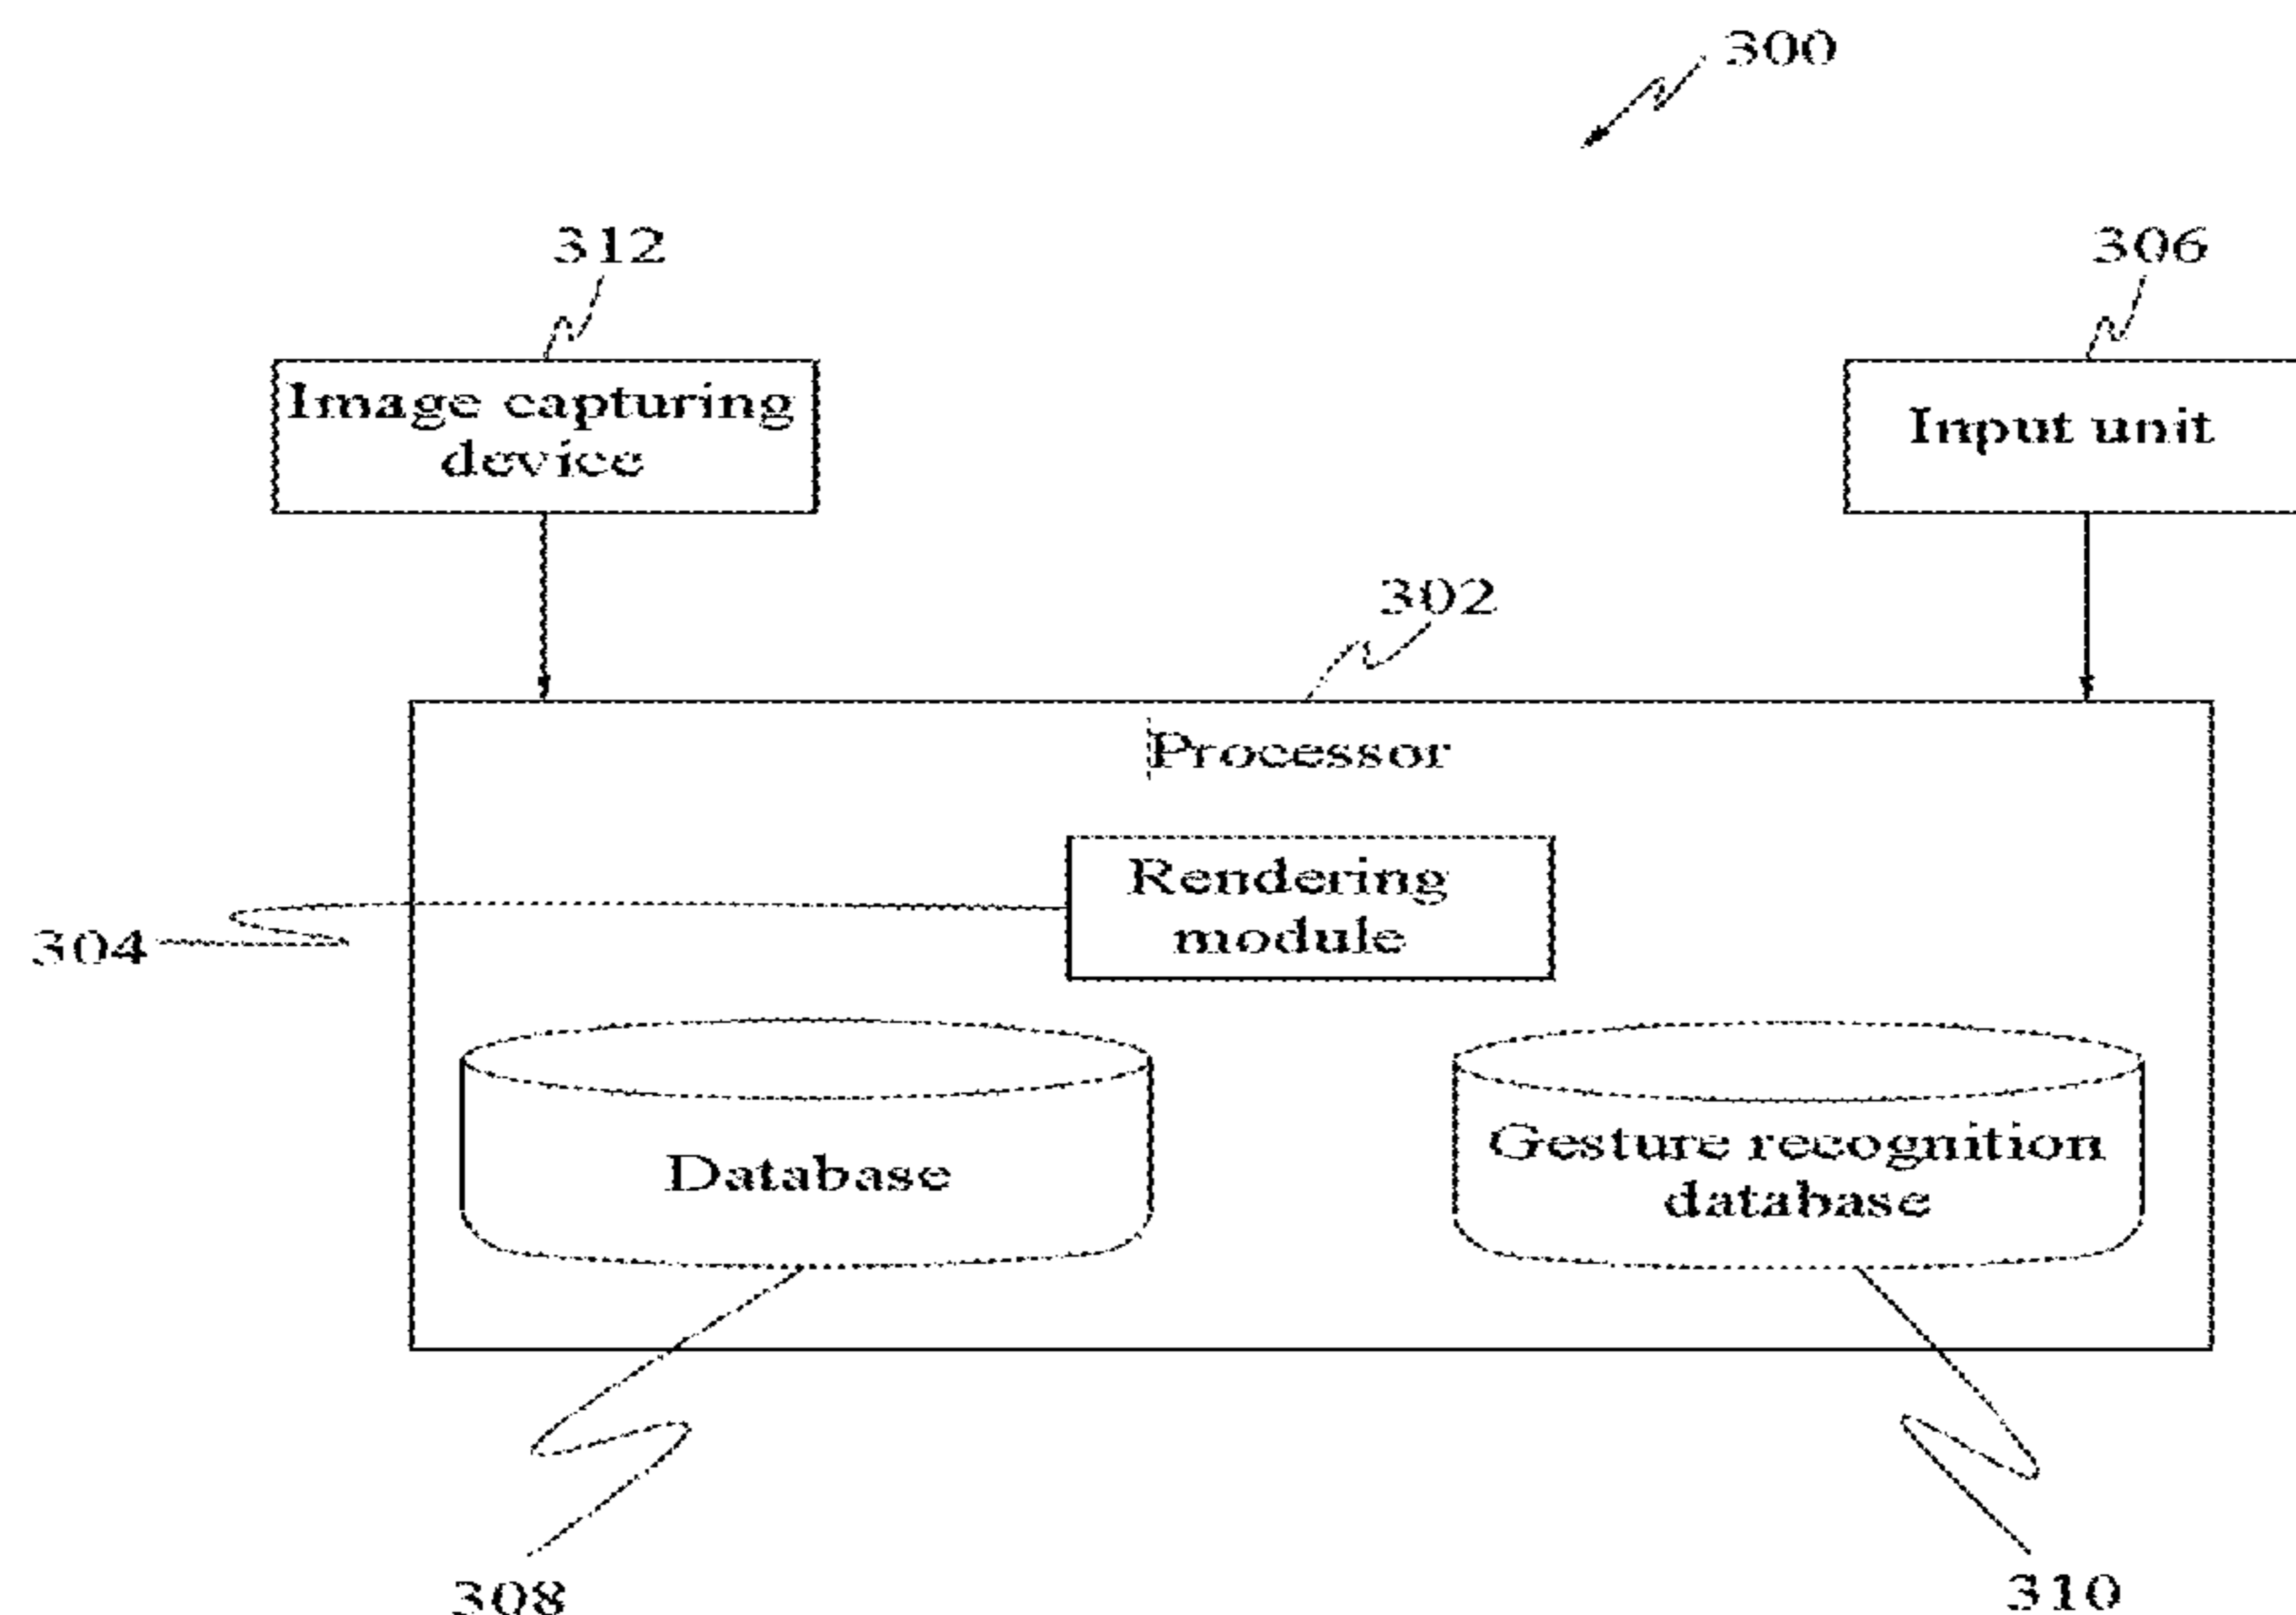 300
312
306
Image capturing
device
Input unit
302
Processor
Rendering
module
304
Database
Gesture recognition
database
308
310